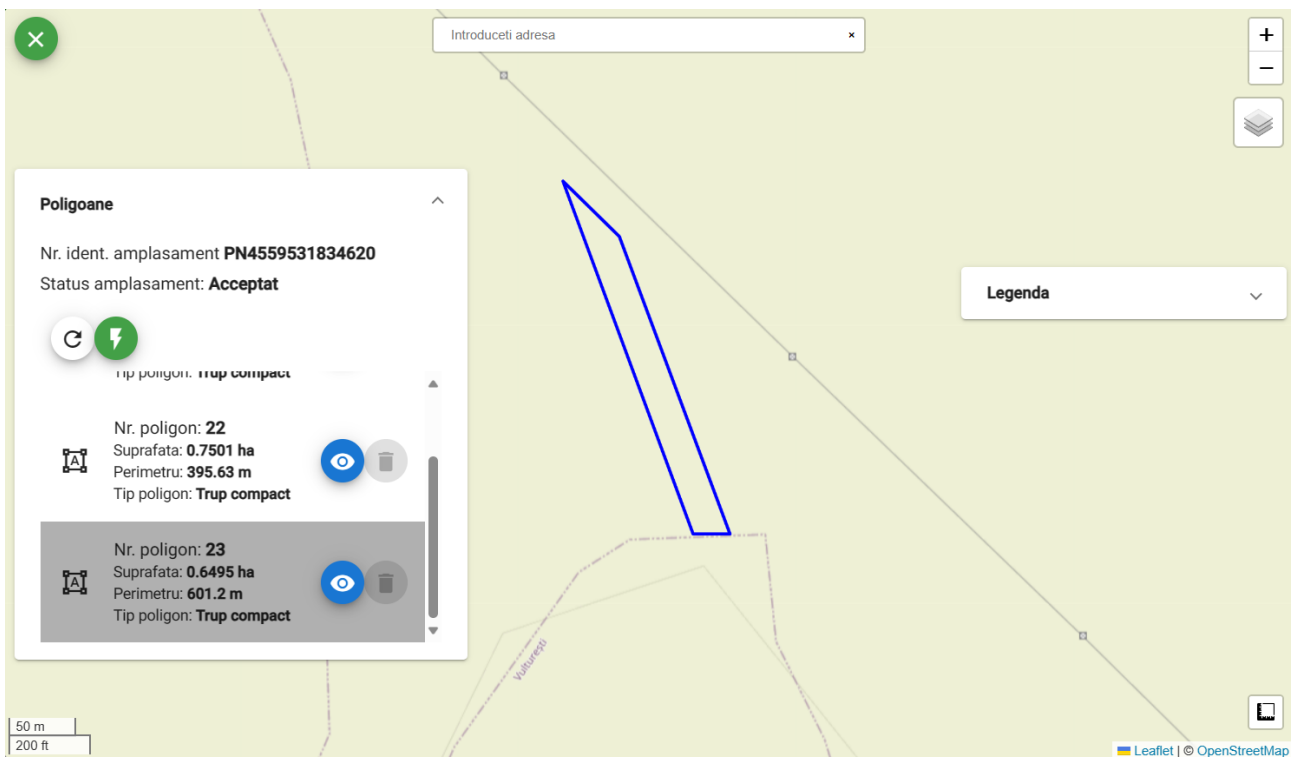 Introduceti adresa ×
+
−
Poligoane
Nr. ident. amplasament PN4559531834620
Status amplasament: Acceptat
Tip poligon: Trup compact
Nr. poligon: 22
Suprafata: 0.7501 ha
Perimetru: 395.63 m
Tip poligon: Trup compact
Nr. poligon: 23
Suprafata: 0.6495 ha
Perimetru: 601.2 m
Tip poligon: Trup compact
Legenda
Vulturești
50 m
200 ft
Leaflet | © OpenStreetMap